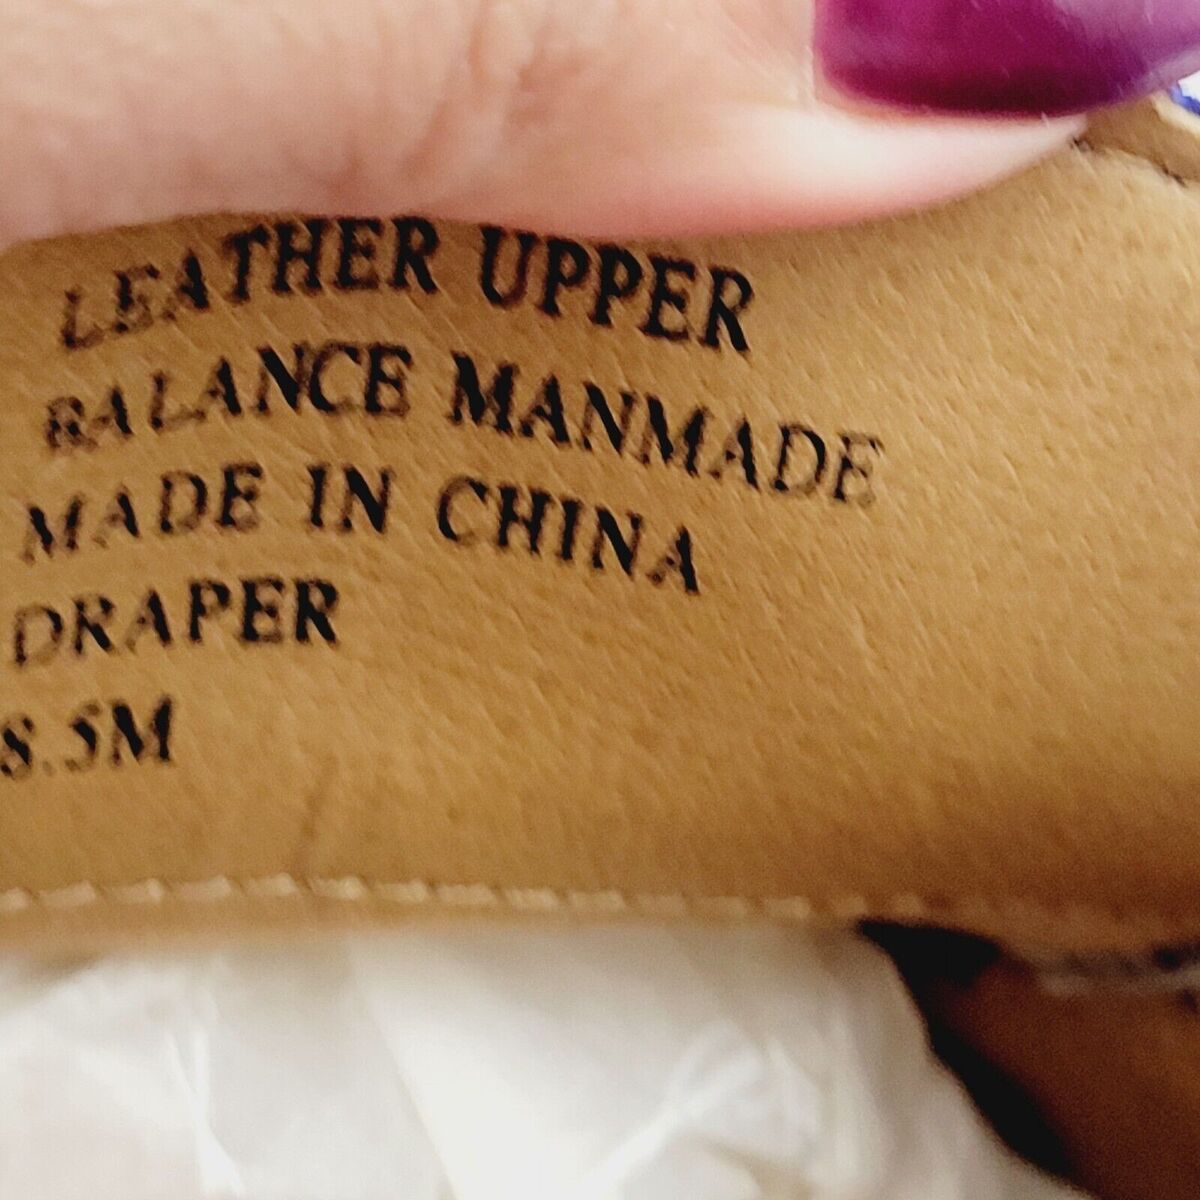 LEATHER UPPER
BALANCE MANMADE
MADE IN CHINA
DRAPER
8.5M